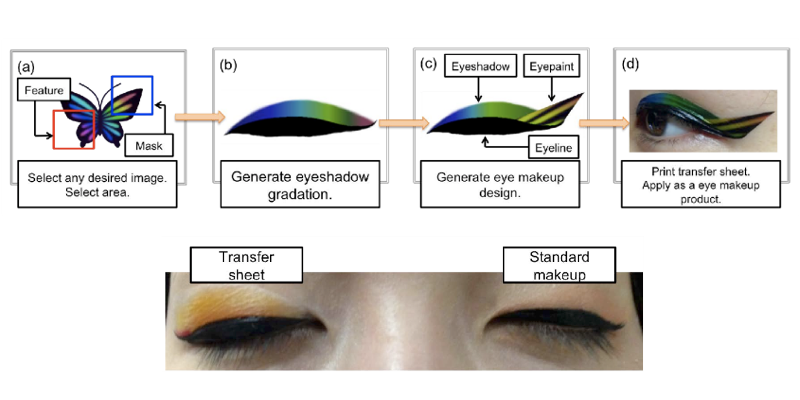 (a)
Feature
Mask
Select any desired image.
Select area.
(b)
Generate eyeshadow
gradation.
(c)
Eyeshadow
Eyepaint
Eyeline
Generate eye makeup
design.
(d)
Print transfer sheet.
Apply as a eye makeup
product.
Transfer
sheet
Standard
makeup